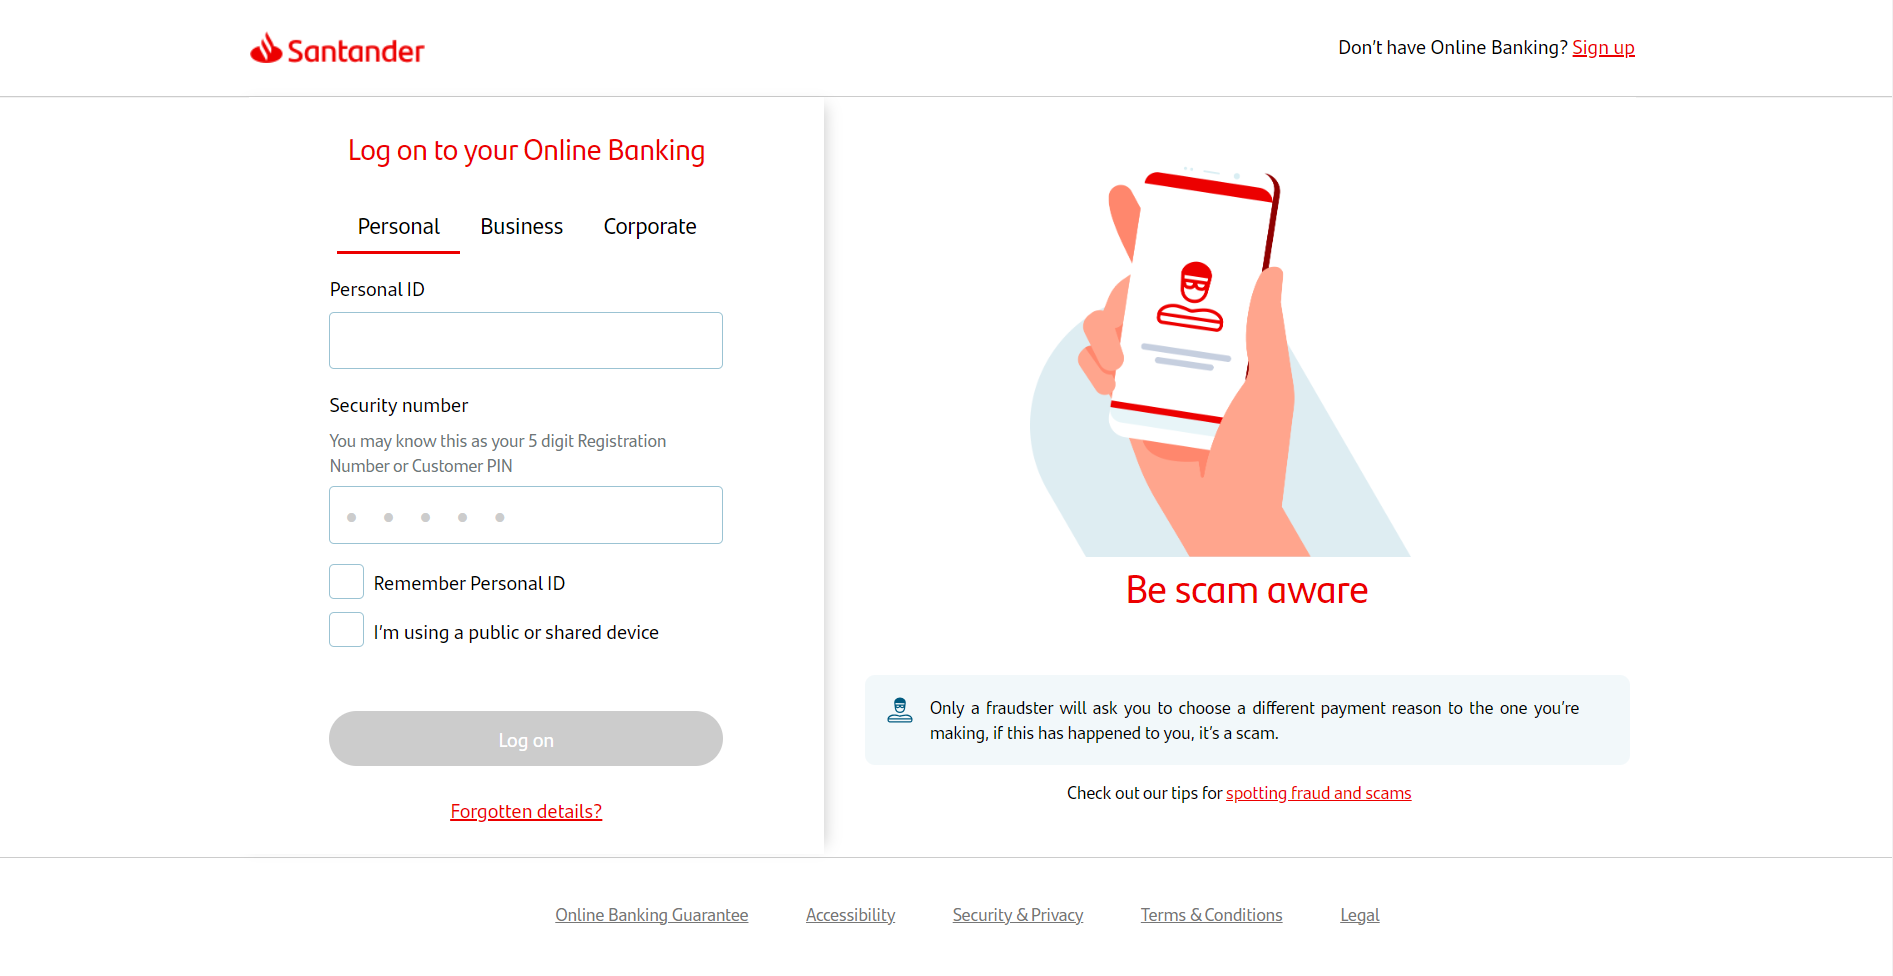 Santander
Don't have Online Banking? Sign up
Log on to your Online Banking
Personal
Business
Corporate
Personal ID
Security number
You may know this as your 5 digit Registration
Number or Customer PIN
Remember Personal ID
I'm using a public or shared device
Log on
Forgotten details?
Be scam aware
Only a fraudster will ask you to choose a different payment reason to the one you're
making, if this has happened to you, it's a scam.
Check out our tips for spotting fraud and scams
Online Banking Guarantee
Accessibility
Security & Privacy
Terms & Conditions
Legal